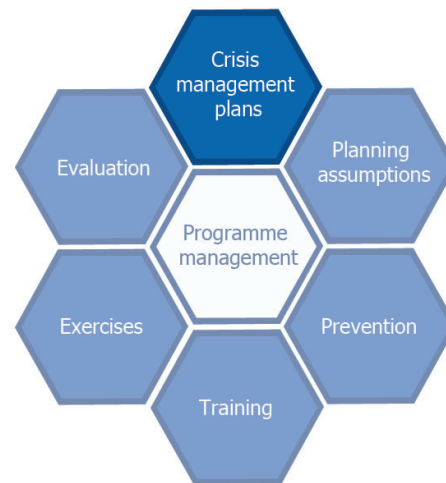 Crisis
management
plans
Evaluation
Planning
assumptions
Programme
management
Exercises
Prevention
Training